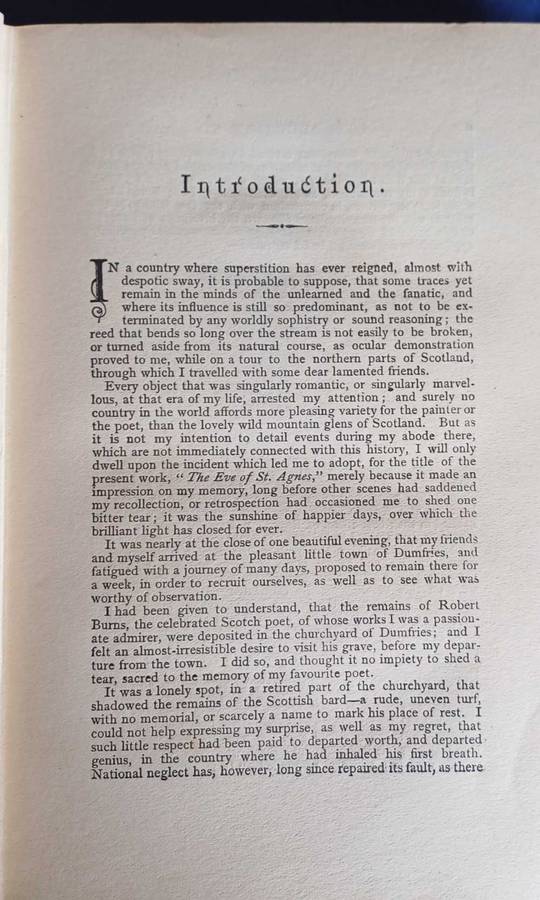 Introduction.
IN a country where superstition has ever reigned, almost with
despotic sway, it is probable to suppose, that some traces yet
remain in the minds of the unlearned and the fanatic, and
where its influence is still so predominant, as not to be ex-
terminated by any worldly sophistry or sound reasoning; the
reed that bends so long over the stream is not easily to be broken,
or turned aside from its natural course, as ocular demonstration
proved to me, while on a tour to the northern parts of Scotland,
through which I travelled with some dear lamented friends.
Every object that was singularly romantic, or singularly marvel-
lous, at that era of my life, arrested my attention; and surely no
country in the world affords more pleasing variety for the painter or
the poet, than the lovely wild mountain glens of Scotland. But as
it is not my intention to detail events during my abode there,
which are not immediately connected with this history, I will only
dwell upon the incident which led me to adopt, for the title of the
present work, "The Eve of St. Agnes," merely because it made an
impression on my memory, long before other scenes had saddened
my recollection, or retrospection had occasioned me to shed one
bitter tear; it was the sunshine of happier days, over which the
brilliant light has closed for ever.
It was nearly at the close of one beautiful evening, that my friends
and myself arrived at the pleasant little town of Dumfries, and
fatigued with a journey of many days, proposed to remain there for
a week, in order to recruit ourselves, as well as to see what was
worthy of observation.
I had been given to understand, that the remains of Robert
Burns, the celebrated Scotch poet, of whose works I was a passion-
ate admirer, were deposited in the churchyard of Dumfries; and I
felt an almost-irresistible desire to visit his grave, before my depar-
ture from the town. I did so, and thought it no impiety to shed a
tear, sacred to the memory of my favourite poet.
It was a lonely spot, in a retired part of the churchyard, that
shadowed the remains of the Scottish bard—a rude, uneven turf,
with no memorial, or scarcely a name to mark his place of rest. I
could not help expressing my surprise, as well as my regret, that
such little respect had been paid to departed worth, and departed
genius, in the country where he had inhaled his first breath.
National neglect has, however, long since repaired its fault, as there